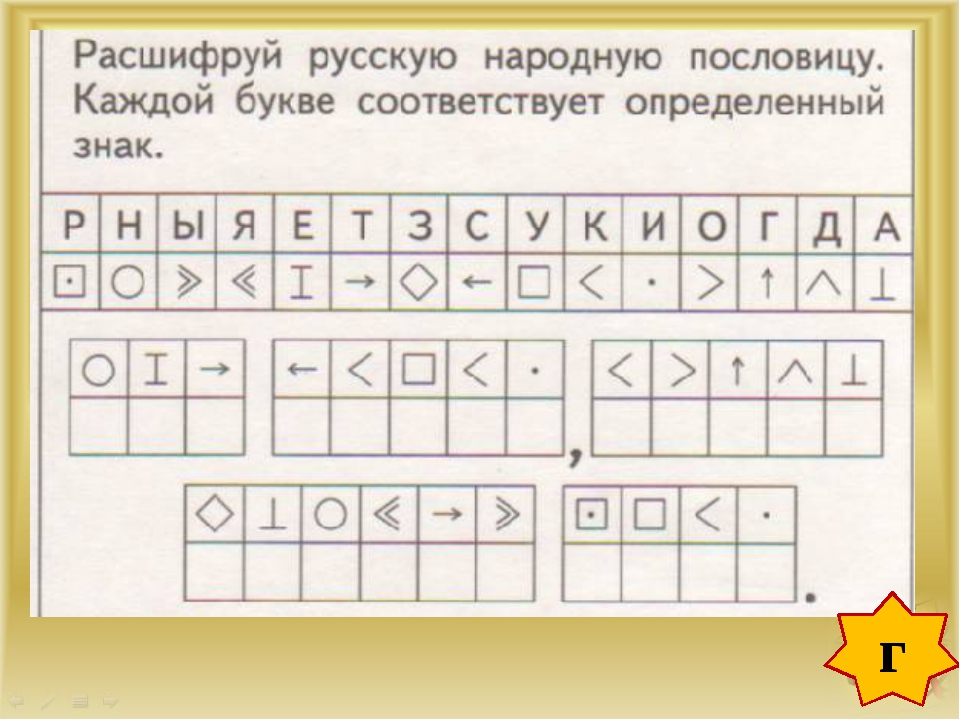 Расшифруй русскую народную пословицу.
Каждой букве соответствует определенный
знак.
Р Н Ы Я Е Т З С У К И О Г Д А
,
.
г